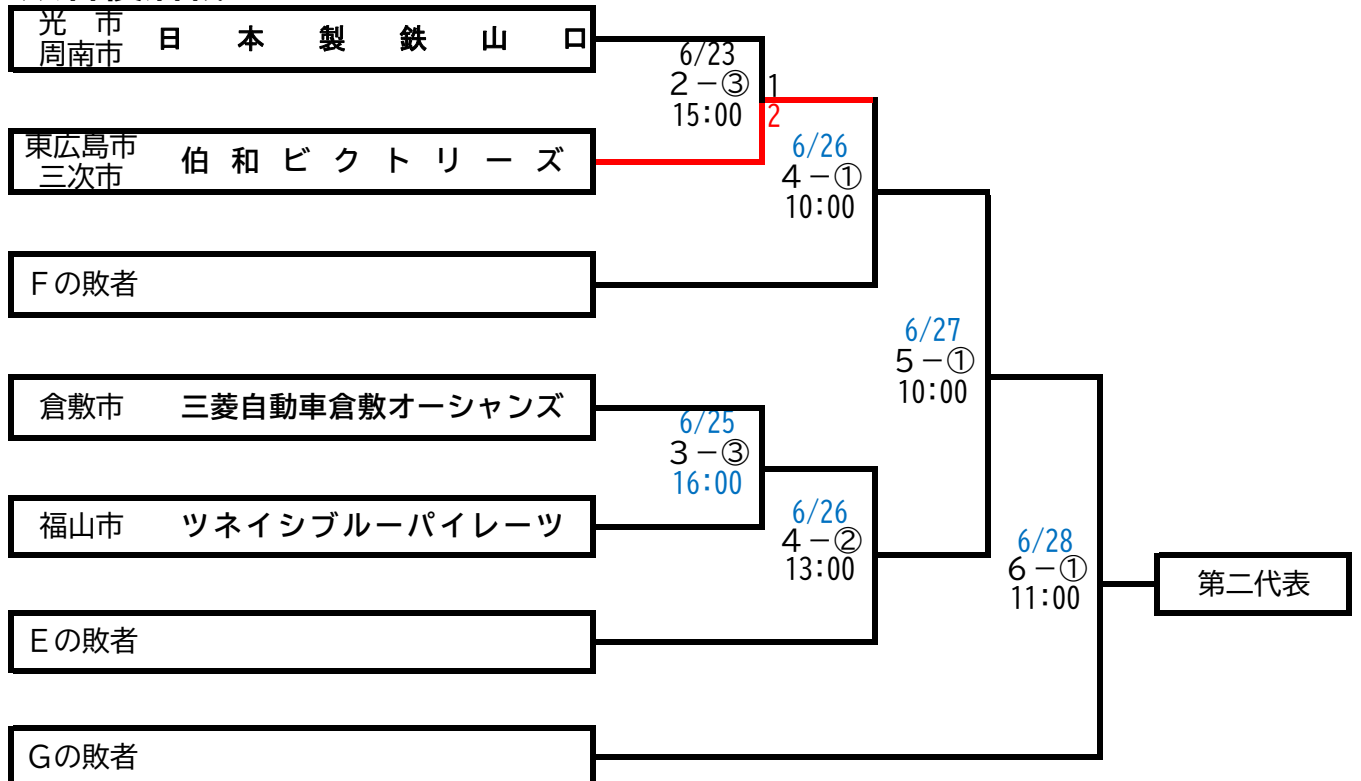 光 市
周南市
日本製鉄山口
6/23
2-③
15:00
1
2
東広島市
三次市
伯和ビクトリーズ
6/26
4-①
10:00
Fの敗者
6/27
5-①
10:00
倉敷市
三菱自動車倉敷オーシャンズ
6/25
3-③
16:00
福山市
ツネイシブルーパイレーツ
6/26
4-②
13:00
6/28
6-①
11:00
第二代表
Eの敗者
Gの敗者